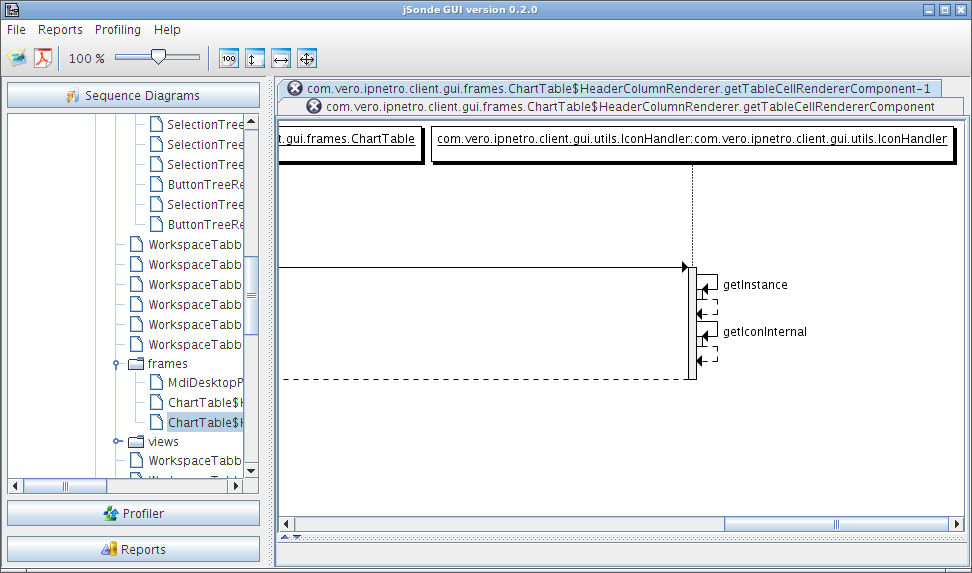 jSonde GUI version 0.2.0
File Reports Profiling Help
100 %
100
Sequence Diagrams
SelectionTree
SelectionTree
SelectionTree
ButtonTreeRe
SelectionTree
ButtonTreeRe
WorkspaceTabb
WorkspaceTabb
WorkspaceTabb
WorkspaceTabb
WorkspaceTabb
WorkspaceTabb
frames
MdiDesktopP
ChartTable$H
ChartTable$H
views
WorkspaceTabb
Profiler
Reports
com.vero.ipnetro.client.gui.frames.ChartTable$HeaderColumnRenderer.getTableCellRendererComponent-1
com.vero.ipnetro.client.gui.frames.ChartTable$HeaderColumnRenderer.getTableCellRendererComponent
t.gui.frames.ChartTable
com.vero.ipnetro.client.gui.utils.IconHandler:com.vero.ipnetro.client.gui.utils.IconHandler
getInstance
getIconInternal